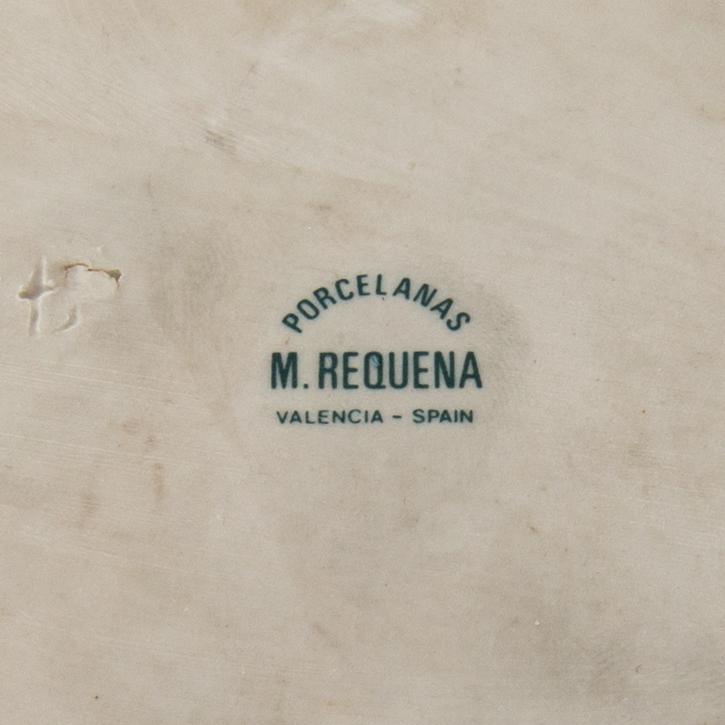 PORCELANAS
M. REQUENA
VALENCIA - SPAIN